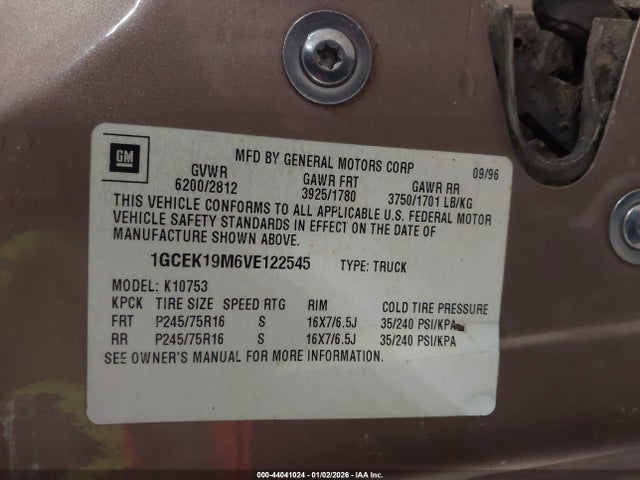 GM
MFD BY GENERAL MOTORS CORP 09/96
GVWR GAWR FRT GAWR RR
6200/2812 3925/1780 3750/1701 LB/KG
THIS VEHICLE CONFORMS TO ALL APPLICABLE U.S. FEDERAL MOTOR
VEHICLE SAFETY STANDARDS IN EFFECT ON THE DATE OF
MANUFACTURE SHOWN ABOVE.
1GCEK19M6VE122545 TYPE: TRUCK
MODEL: K10753
KPCK TIRE SIZE SPEED RTG RIM COLD TIRE PRESSURE
FRT P245/75R16 S 16X7/6.5J 35/240 PSI/KPA
RR P245/75R16 S 16X7/6.5J 35/240 PSI/KPA
SEE OWNER'S MANUAL FOR MORE INFORMATION.
000-44041024 | 01/02/2026 | IAA Inc.